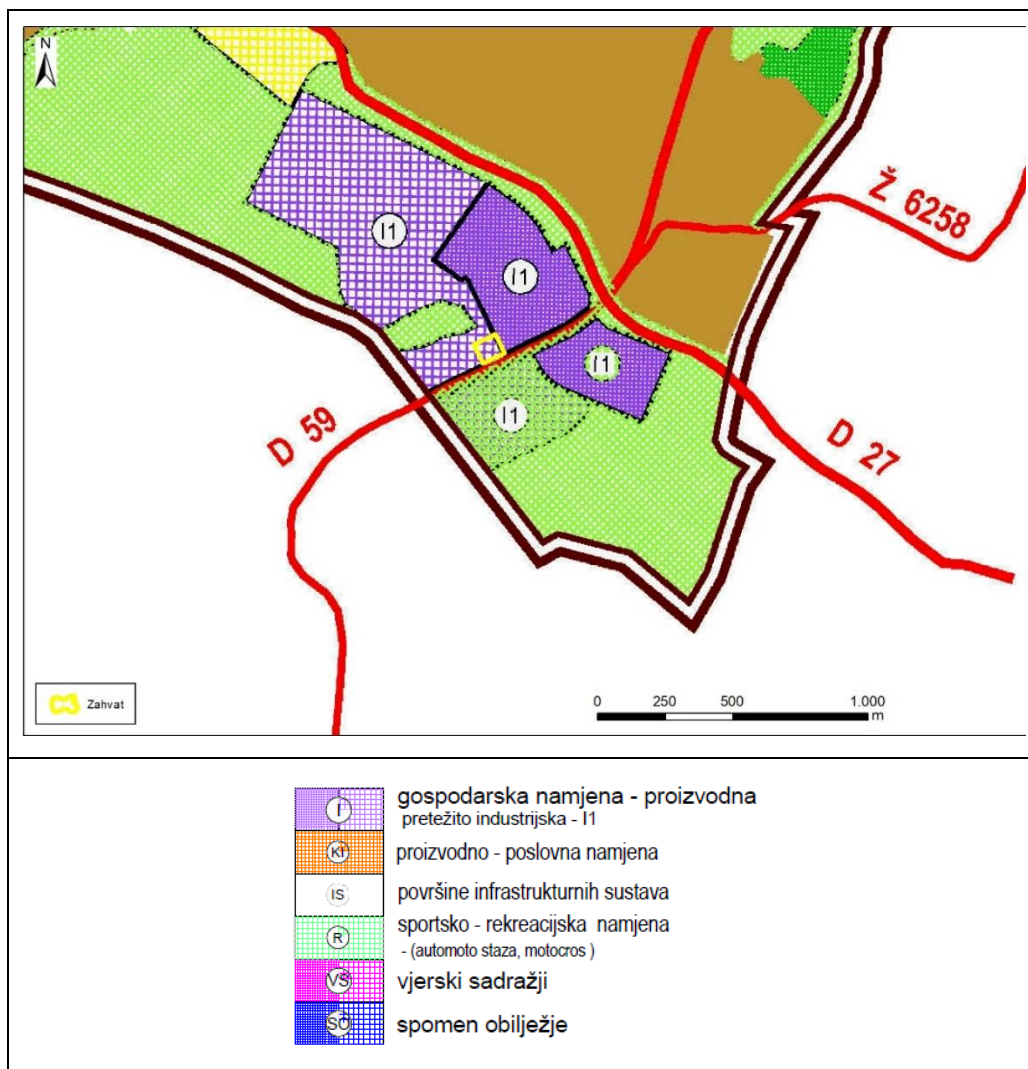 N
I1
I1
I1
I1
Ž 6258
D 59
D 27
Zahvat
0 250 500 1.000
m
I gospodarska namjena - proizvodna
pretežito industrijska - I1
KI proizvodno - poslovna namjena
IS površine infrastrukturnih sustava
R sportsko - rekreacijska namjena
- (automoto staza, motocros )
VS vjerski sadražji
SO spomen obilježje